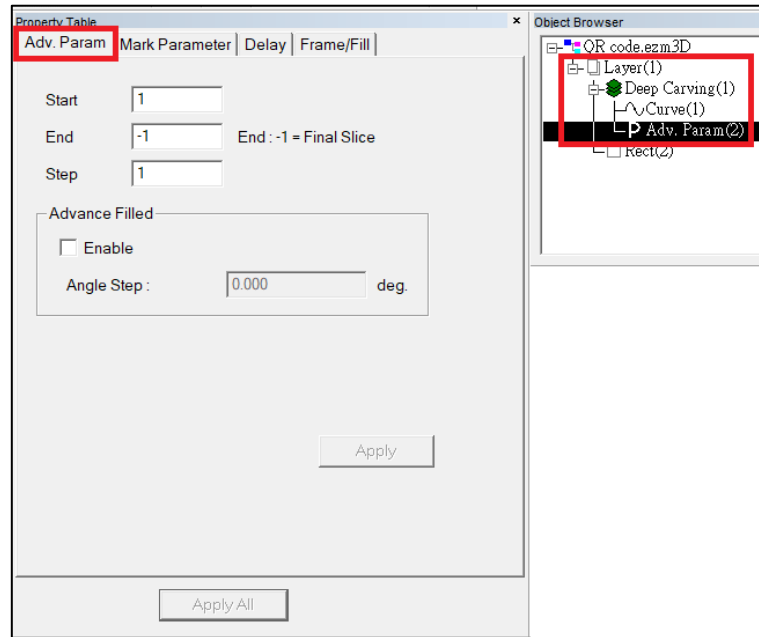 Property Table
Adv. Param
Mark Parameter
Delay
Frame/Fill
Start
1
End
-1
End : -1 = Final Slice
Step
1
Advance Filled
Enable
Angle Step :
0.000
deg.
Apply
Apply All
Object Browser
QR code.ezm3D
Layer(1)
Deep Carving(1)
Curve(1)
P Adv. Param(2)
Rect(2)